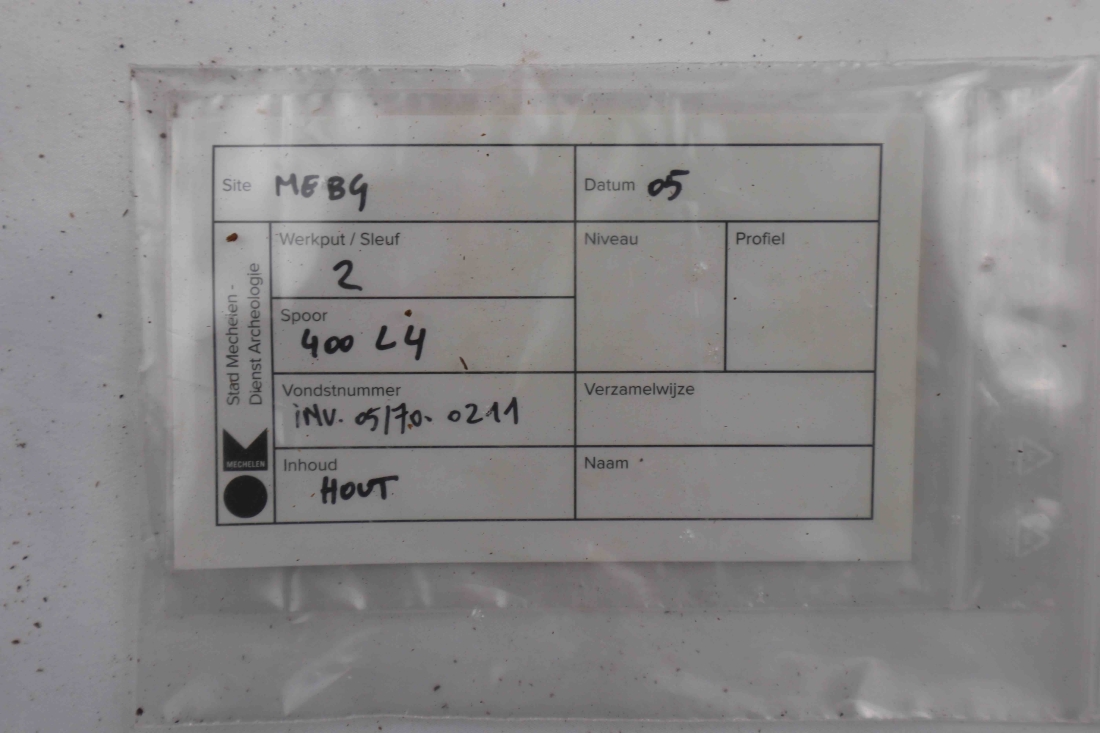 Site MEBG
Datum 05
Stad Mechelen -
Dienst Archeologie
MECHELEN
Werkput / Sleuf
2
Niveau
Profiel
Spoor
400 L4
Vondstnummer
INV. 05/70. 0211
Verzamelwijze
Inhoud
HOUT
Naam